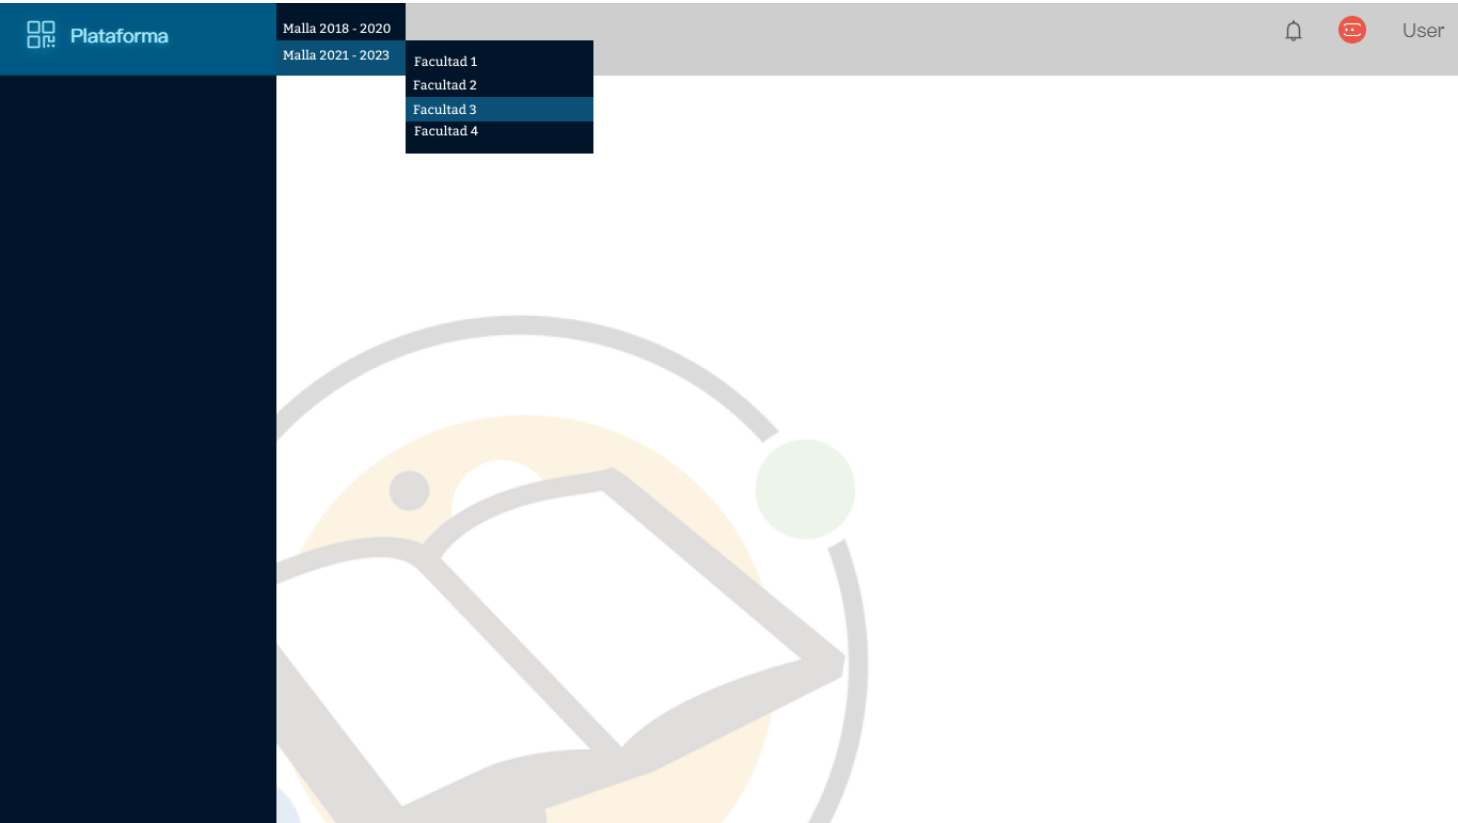 Plataforma
Malla 2018 - 2020
Malla 2021 - 2023
Facultad 1
Facultad 2
Facultad 3
Facultad 4
User